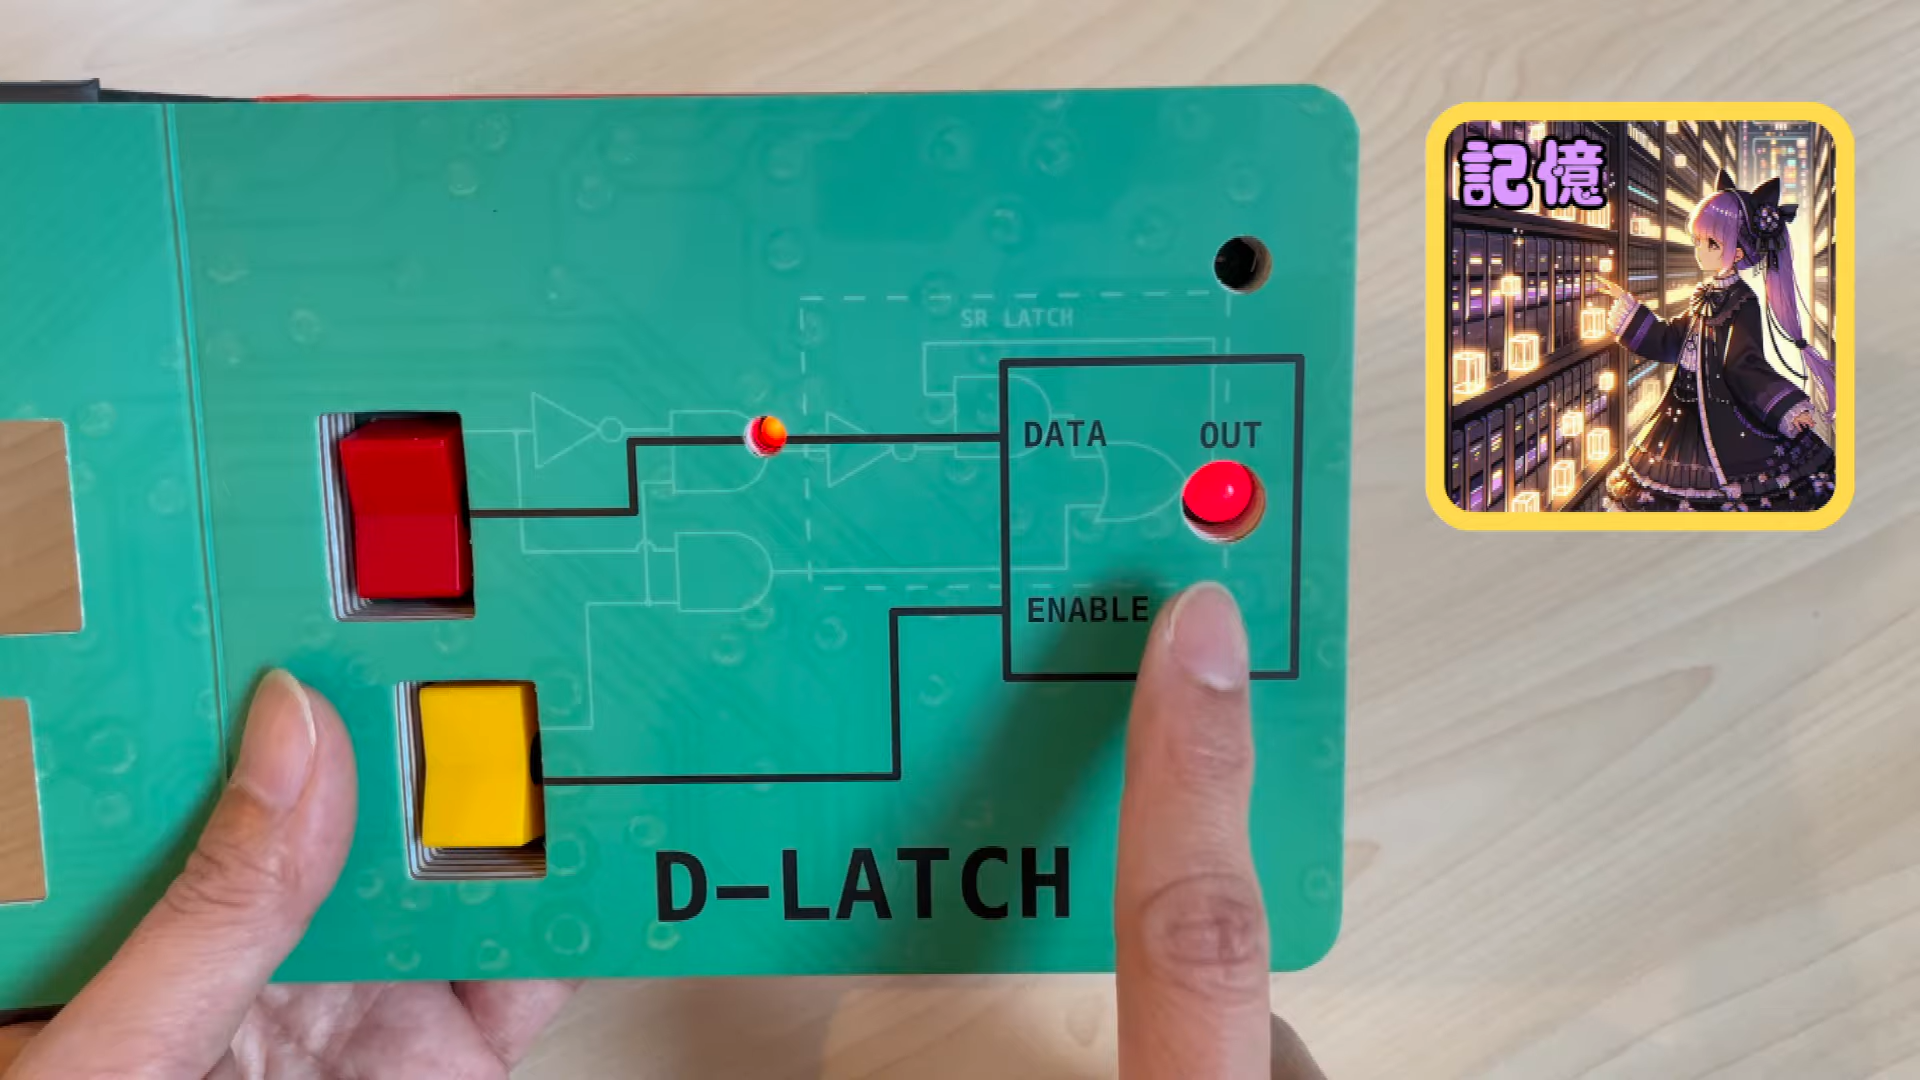 記憶
SR LATCH
DATA
OUT
ENABLE
D-LATCH